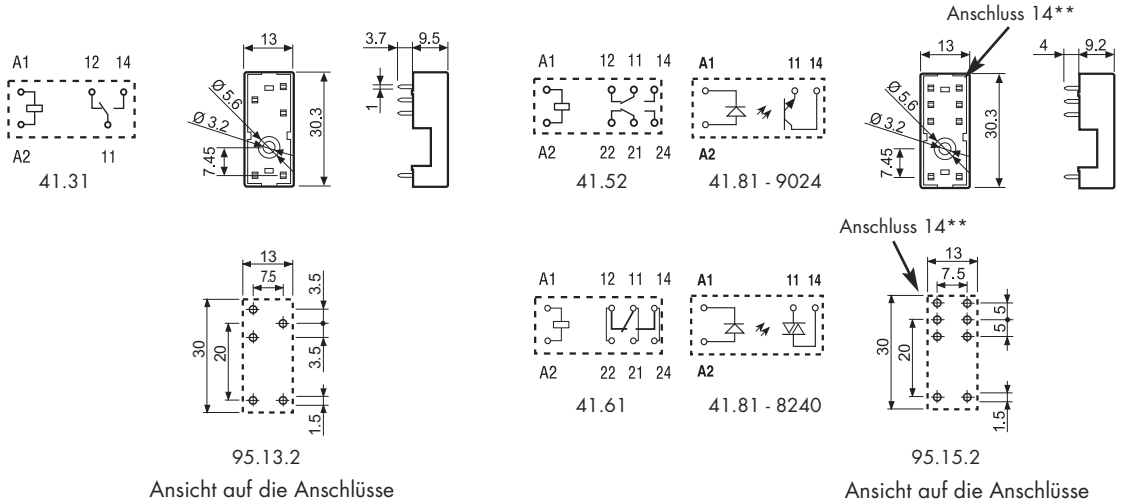 Anschluss 14**
13
3.7
9.5
A1
12 14
Ø 5.6
Ø 3.2
7.45
30.3
1
A2
11
41.31
A1
12 11 14
A2
22 21 24
41.52
A1
11 14
A2
41.81 - 9024
13
4
9.2
Ø 5.6
Ø 3.2
7.45
30.3
Anschluss 14**
13
7.5
3.5
30
20
3.5
1.5
95.13.2
Ansicht auf die Anschlüsse
A1
12 11 14
A2
22 21 24
41.61
A1
11 14
A2
41.81 - 8240
13
7.5
5
5
30
20
1.5
95.15.2
Ansicht auf die Anschlüsse